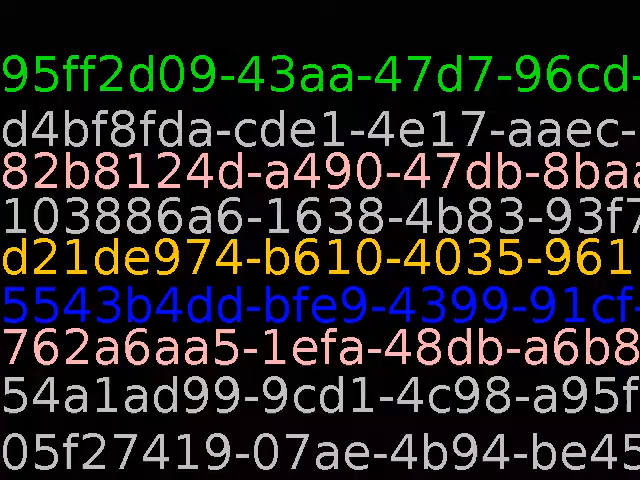 95ff2d09-43aa-47d7-96cd-
d4bf8fda-cde1-4e17-aaec-
82b8124d-a490-47db-8baa
103886a6-1638-4b83-93f7
d21de974-b610-4035-961
5543b4dd-bfe9-4399-91cf-
762a6aa5-1efa-48db-a6b8
54a1ad99-9cd1-4c98-a95f
05f27419-07ae-4b94-be45